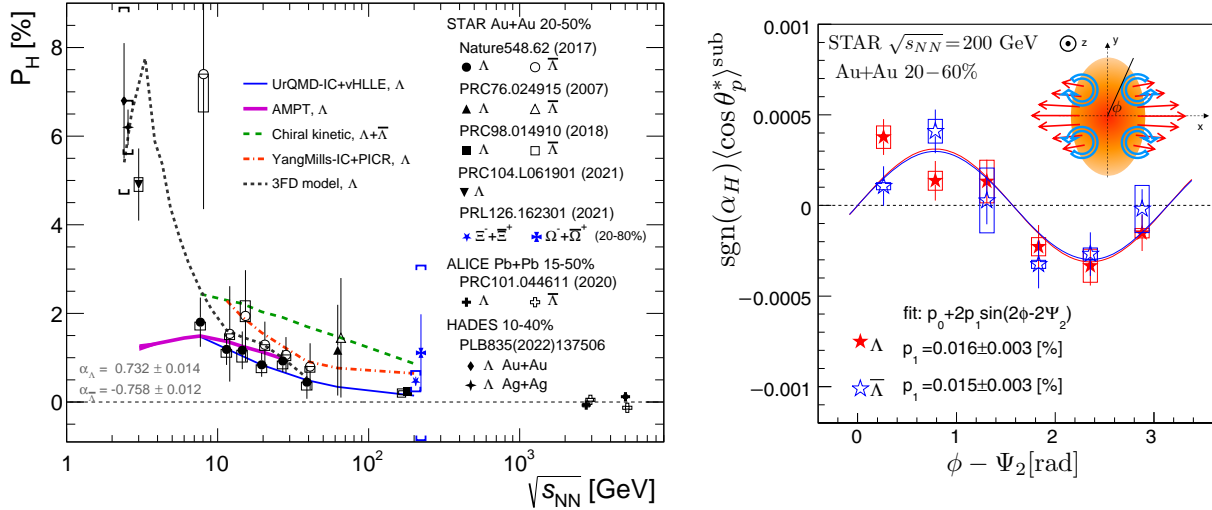 P_H [%]
8
6
4
2
0
1
10
10²
10³
√s_NN [GeV]
UrQMD-IC+vHLLE, Λ
AMPT, Λ
Chiral kinetic, Λ+Λ̅
YangMills-IC+PICR, Λ
3FD model, Λ
α_Λ = 0.732 ± 0.014
α_Λ̅ = -0.758 ± 0.012
STAR Au+Au 20-50%
Nature548.62 (2017)
Λ Λ̅
PRC76.024915 (2007)
Λ Λ̅
PRC98.014910 (2018)
Λ Λ̅
PRC104.L061901 (2021)
Λ
PRL126.162301 (2021)
Ξ⁻+Ξ̅⁺ Ω⁻+Ω̅⁺ (20-80%)
ALICE Pb+Pb 15-50%
PRC101.044611 (2020)
Λ Λ̅
HADES 10-40%
PLB835(2022)137506
Λ Au+Au
Λ Ag+Ag
sgn(α_H)⟨cos θ*_p⟩^sub
0.001
0.0005
0
−0.0005
−0.001
0 1 2 3
φ − Ψ₂[rad]
STAR √s_NN = 200 GeV
Au+Au 20−60%
z
y
x
ϕ
fit: p₀+2p₁sin(2φ-2Ψ₂)
Λ p₁=0.016±0.003 [%]
Λ̅ p₁=0.015±0.003 [%]